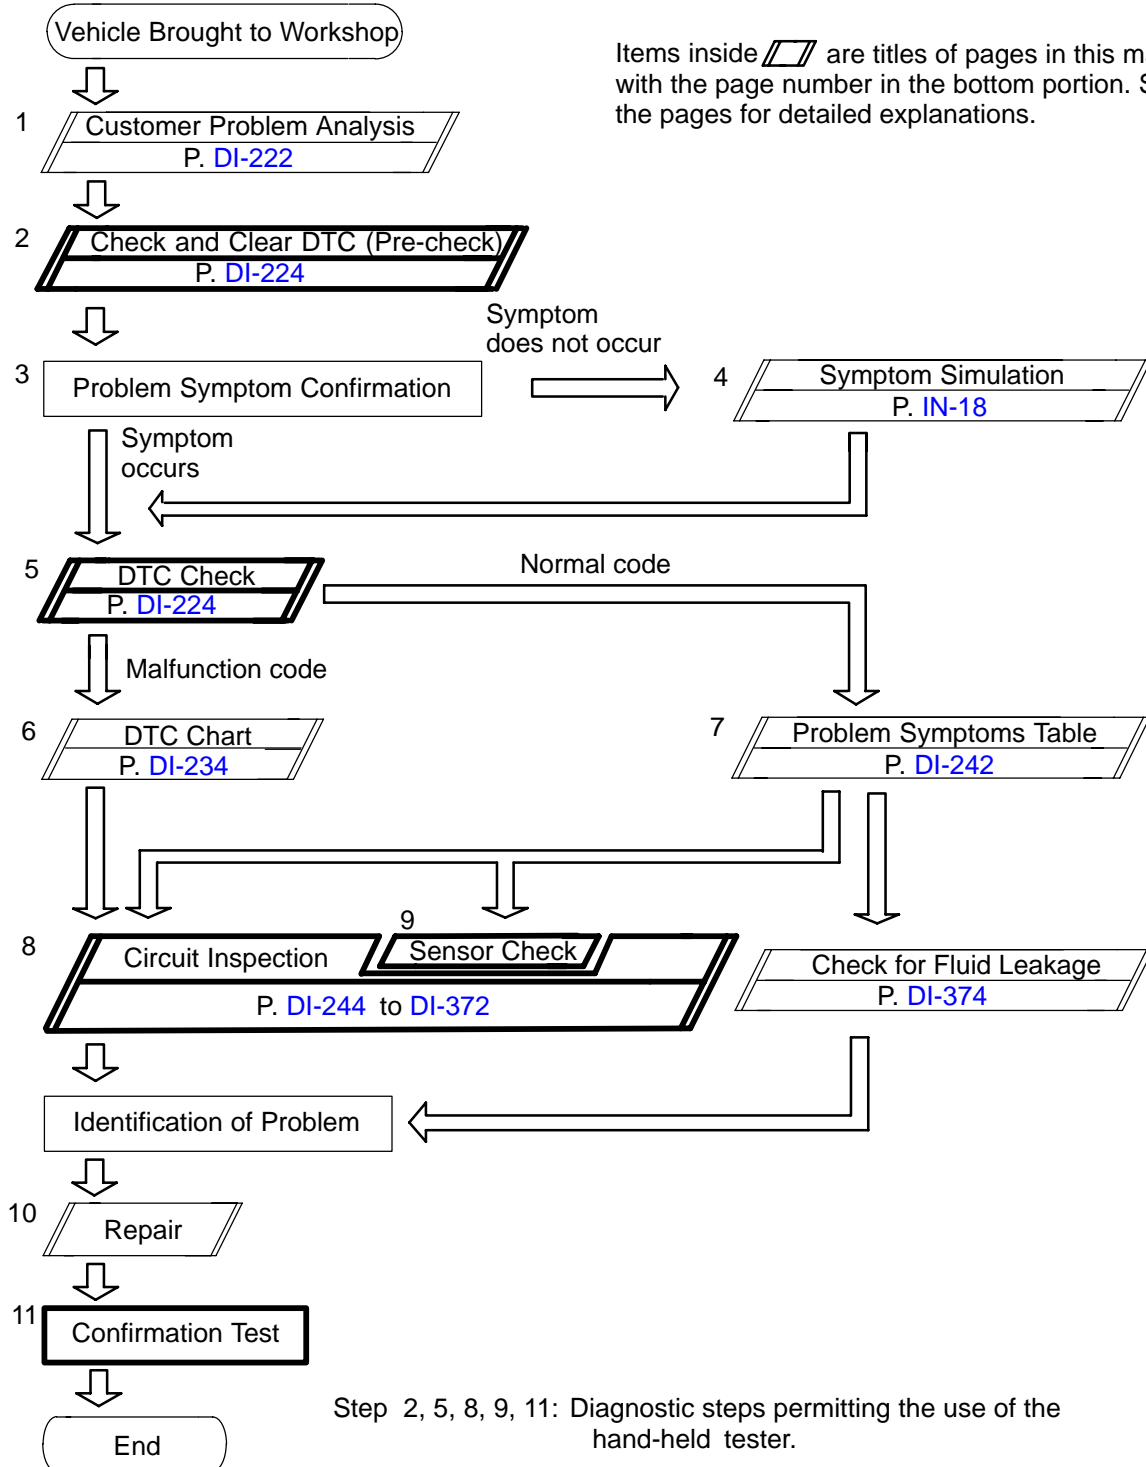 Vehicle Brought to Workshop
Items inside are titles of pages in this
with the page number in the bottom portion.
the pages for detailed explanations.
1
Customer Problem Analysis
P. DI-222
2
Check and Clear DTC (Pre-check)
P. DI-224
Symptom
does not occur
3
Problem Symptom Confirmation
4
Symptom Simulation
P. IN-18
Symptom
occurs
5
DTC Check
P. DI-224
Normal code
Malfunction code
6
DTC Chart
P. DI-234
7
Problem Symptoms Table
P. DI-242
8
Circuit Inspection
9
Sensor Check
P. DI-244 to DI-372
Check for Fluid Leakage
P. DI-374
Identification of Problem
10
Repair
11
Confirmation Test
Step 2, 5, 8, 9, 11: Diagnostic steps permitting the use of the
hand-held tester.
End